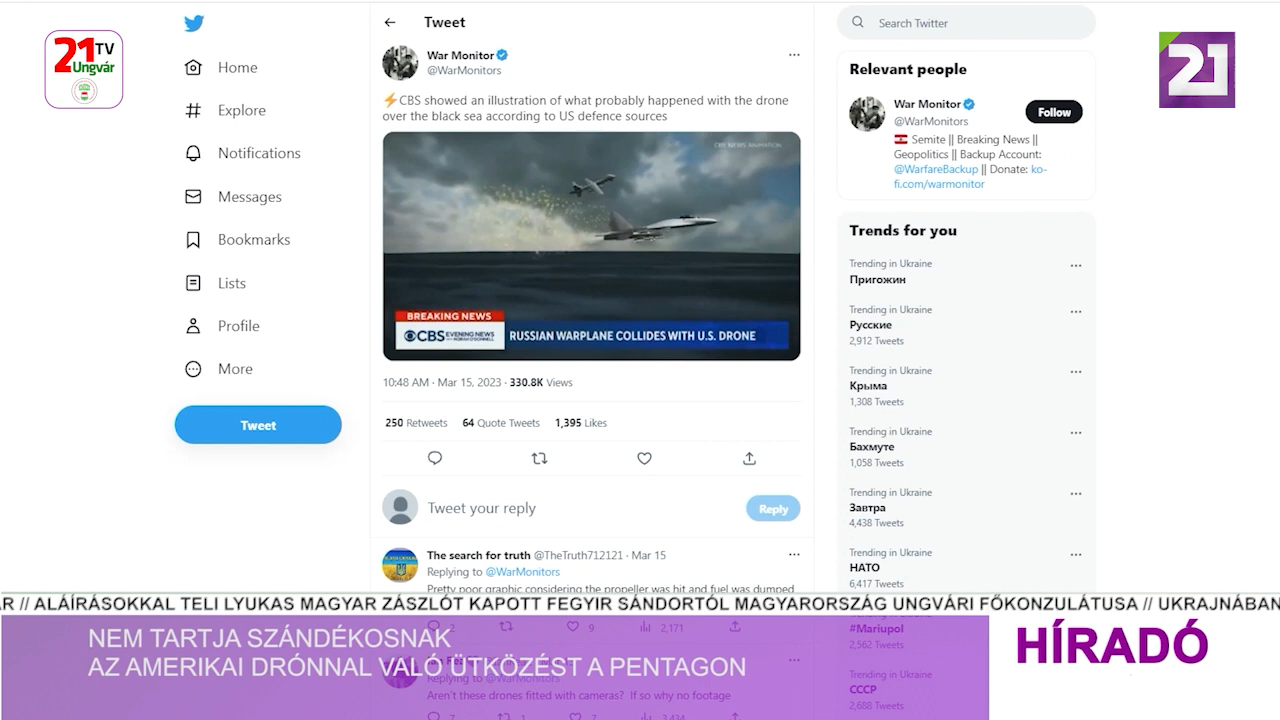 21 TV
Ungvár
21
Home
Explore
Notifications
Messages
Bookmarks
Lists
Profile
More
Tweet
Tweet
War Monitor
@WarMonitors
⚡CBS showed an illustration of what probably happened with the drone
over the black sea according to US defence sources
CBS NEWS ANIMATION
BREAKING NEWS
CBS EVENING NEWS
RUSSIAN WARPLANE COLLIDES WITH U.S. DRONE
10:48 AM · Mar 15, 2023 · 330.8K Views
250 Retweets 64 Quote Tweets 1,395 Likes
Tweet your reply
Reply
The search for truth @TheTruth712121 · Mar 15
Replying to @WarMonitors
Pretty poor graphic considering the propeller was hit and fuel was dumped
2 9 2,171
Replying to @WarMonitors
Aren't these drones fitted with cameras? If so why no footage
7 1 7 3,434
Search Twitter
Relevant people
War Monitor
@WarMonitors
Follow
🇱🇧 Semite || Breaking News ||
Geopolitics || Backup Account:
@WarfareBackup || Donate: ko-
fi.com/warmonitor
Trends for you
Trending in Ukraine
Пригожин
Trending in Ukraine
Русские
2,912 Tweets
Trending in Ukraine
Крыма
1,308 Tweets
Trending in Ukraine
Бахмуте
1,058 Tweets
Trending in Ukraine
Завтра
4,438 Tweets
Trending in Ukraine
НАТО
6,417 Tweets
#Mariupol
2,562 Tweets
Trending in Ukraine
СССР
2,688 Tweets
ÁR // ALÁÍRÁSOKKAL TELI LYUKAS MAGYAR ZÁSZLÓT KAPOTT FEGYIR SÁNDORTÓL MAGYARORSZÁG UNGVÁRI FŐKONZULÁTUSA // UKRAJNÁBAN
NEM TARTJA SZÁNDÉKOSNAK
AZ AMERIKAI DRÓNNAL VALÓ ÜTKÖZÉST A PENTAGON
HÍRADÓ